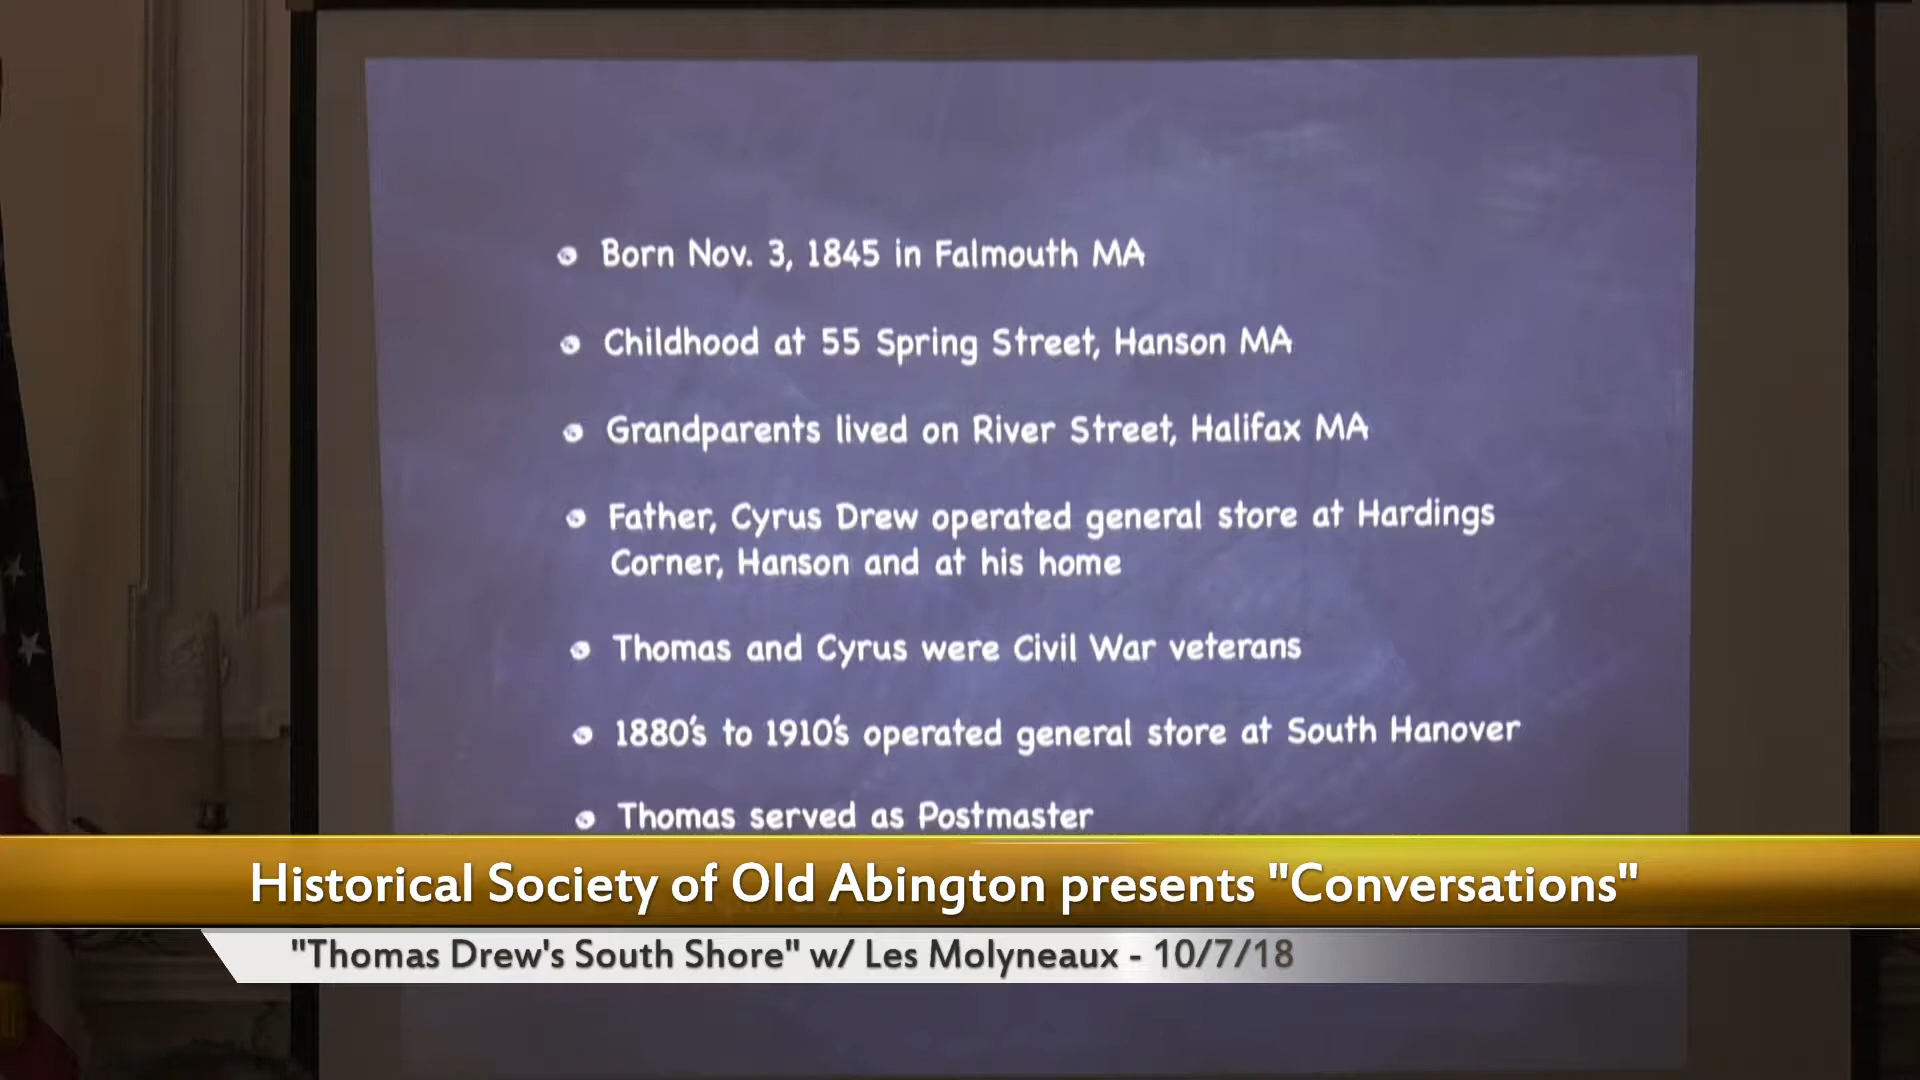 Born Nov. 3, 1845 in Falmouth MA
Childhood at 55 Spring Street, Hanson MA
Grandparents lived on River Street, Halifax MA
Father, Cyrus Drew operated general store at Hardings
Corner, Hanson and at his home
Thomas and Cyrus were Civil War veterans
1880's to 1910's operated general store at South Hanover
Thomas served as Postmaster
Historical Society of Old Abington presents "Conversations"
"Thomas Drew's South Shore" w/ Les Molyneaux - 10/7/18